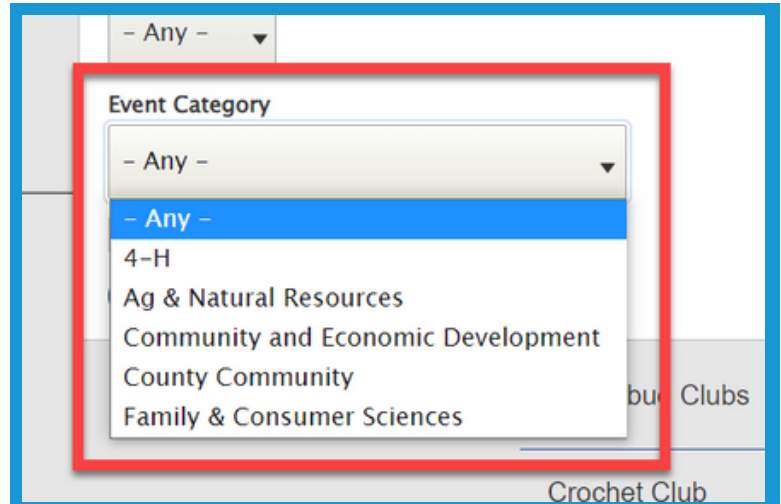 - Any -
Event Category
- Any -
- Any -
4-H
Ag & Natural Resources
Community and Economic Development
County Community
Family & Consumer Sciences
Clubs
Crochet Club